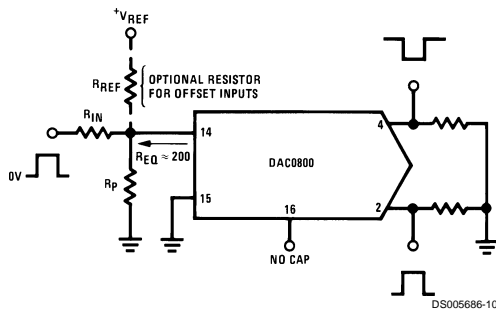 +VREF
RREF
OPTIONAL RESISTOR
FOR OFFSET INPUTS
RIN
0V
REQ ≈ 200
RP
14
15
16
4
2
DAC0800
NO CAP
DS005686-10